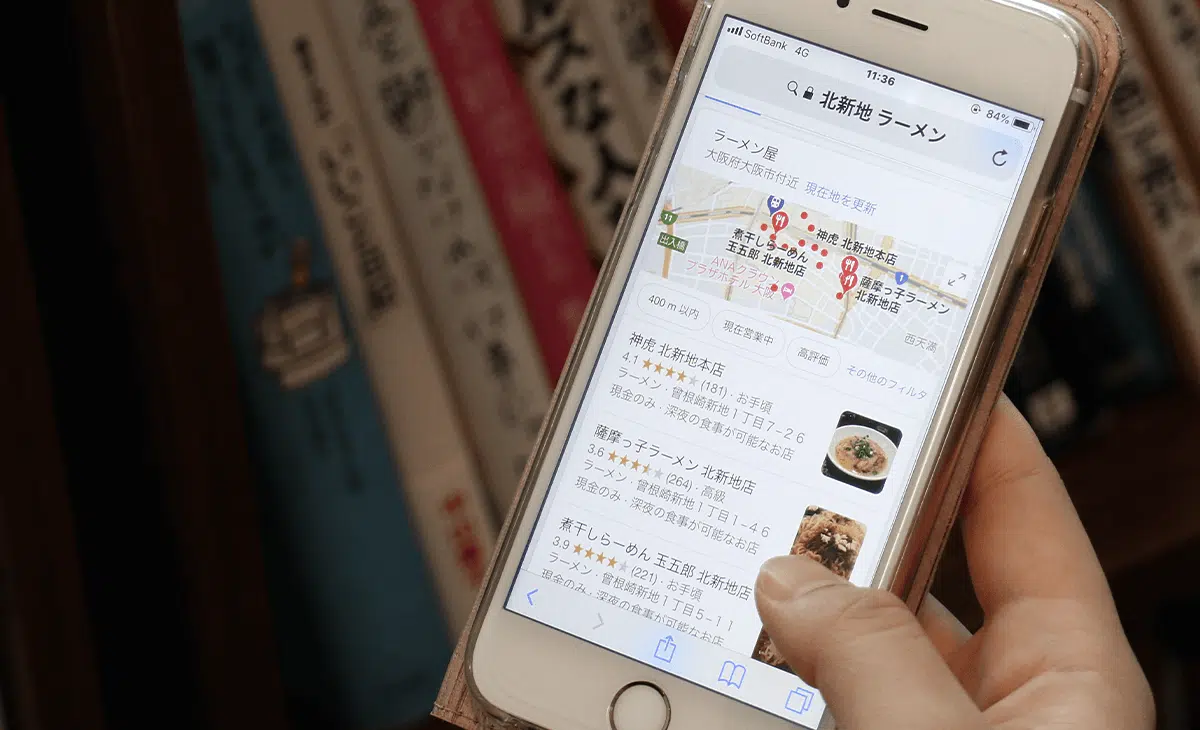 SoftBank 4G
11:36
84%
北新地 ラーメン
ラーメン屋
大阪府大阪市付近 現在地を更新
11
出入橋
神虎 北新地本店
煮干しらーめん
玉五郎 北新地店
ANAクラウン
プラザホテル大阪
1
薩摩っ子ラーメン
北新地店
西天満
400 m 以内
現在営業中
高評価
その他のフィルタ
神虎 北新地本店
4.1 ★★★★★ (181) · お手頃
ラーメン · 曾根崎新地１丁目７−２６
現金のみ · 深夜の食事が可能なお店
薩摩っ子ラーメン 北新地店
3.6 ★★★★★ (264) · 高級
ラーメン · 曾根崎新地１丁目１−４６
現金のみ · 深夜の食事が可能なお店
煮干しらーめん 玉五郎 北新地店
3.9 ★★★★★ (221) · お手頃
ラーメン · 曾根崎新地１丁目５−１１
現金のみ · 深夜の食事が可能なお店